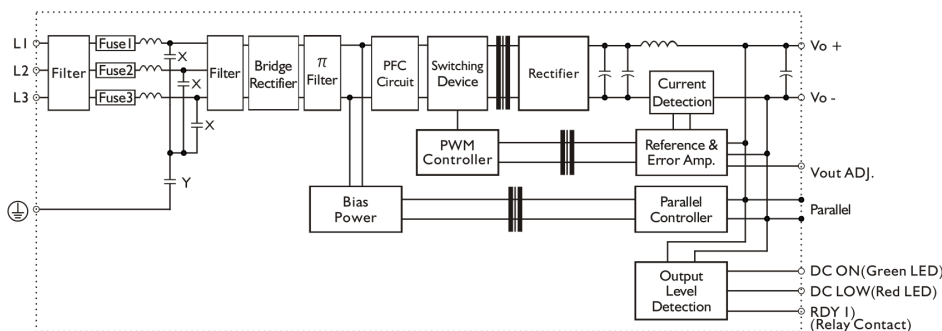 L1
L2
L3
Filter
Fuse1
Fuse2
Fuse3
X
X
X
Y
Filter
Bridge
Rectifier
π
Filter
PFC
Circuit
Switching
Device
Rectifier
Current
Detection
Vo +
Vo -
PWM
Controller
Reference &
Error Amp.
Vout ADJ.
Bias
Power
Parallel
Controller
Parallel
Output
Level
Detection
DC ON(Green LED)
DC LOW(Red LED)
RDY 1)
(Relay Contact)